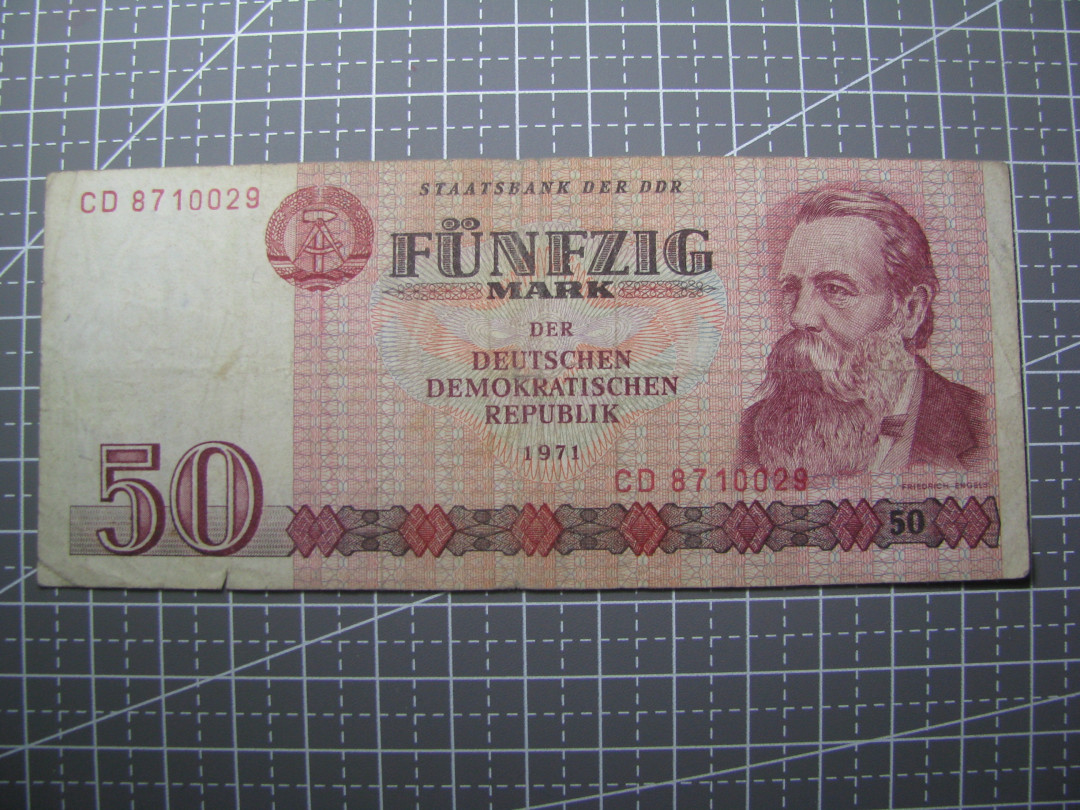 CD 8710029
STAATSBANK DER DDR
FÜNFZIG
MARK
DER
DEUTSCHEN
DEMOKRATISCHEN
REPUBLIK
1971
CD 8710029
FRIEDRICH ENGELS
50
50